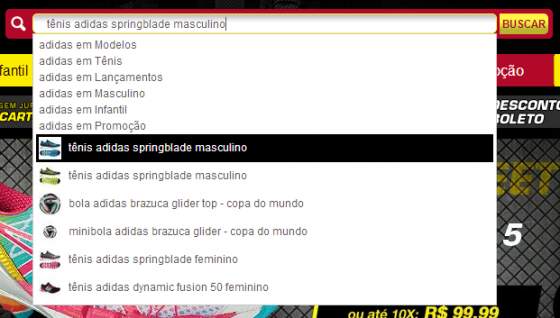 tênis adidas springblade masculino
BUSCAR
adidas em Modelos
fantil
adidas em Tênis
adidas em Lançamentos
oção
adidas em Masculino
adidas em Infantil
SEM JUR
DESCONTO
CART
BOLETO
adidas em Promoção
tênis adidas springblade masculino
tênis adidas springblade masculino
EET
bola adidas brazuca glider top - copa do mundo
minibola adidas brazuca glider - copa do mundo
5
tênis adidas springblade feminino
tênis adidas dynamic fusion 50 feminino
ou até 10X: R$ 99,99